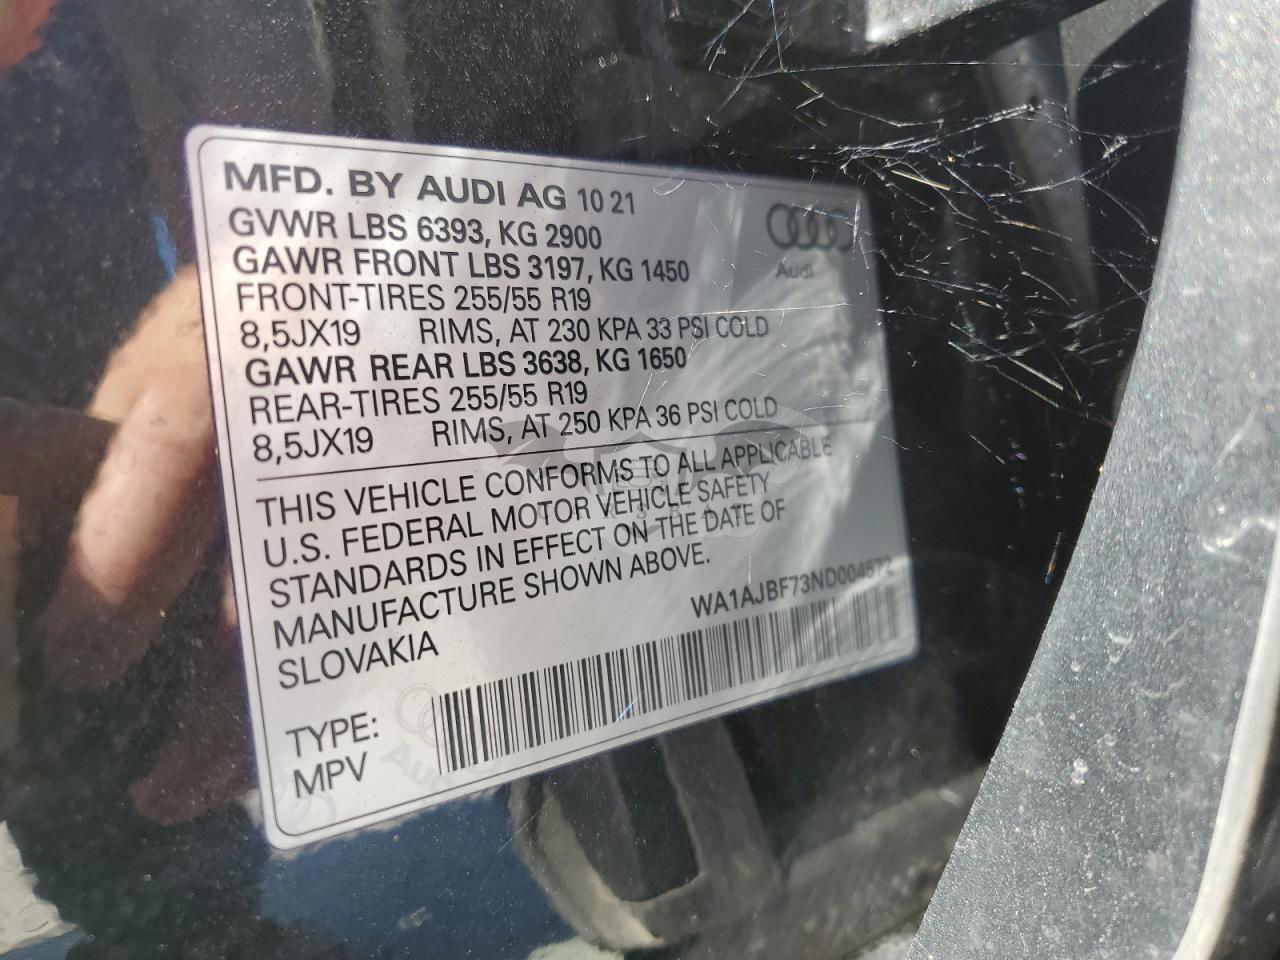 MFD. BY AUDI AG 10 21
GVWR LBS 6393, KG 2900
GAWR FRONT LBS 3197, KG 1450
FRONT-TIRES 255/55 R19
8,5JX19 RIMS, AT 230 KPA 33 PSI COLD
GAWR REAR LBS 3638, KG 1650
REAR-TIRES 255/55 R19
8,5JX19 RIMS, AT 250 KPA 36 PSI COLD
Audi
THIS VEHICLE CONFORMS TO ALL APPLICABLE
U.S. FEDERAL MOTOR VEHICLE SAFETY
STANDARDS IN EFFECT ON THE DATE OF
MANUFACTURE SHOWN ABOVE.
SLOVAKIA
WA1AJBF73ND004572
TYPE:
MPV